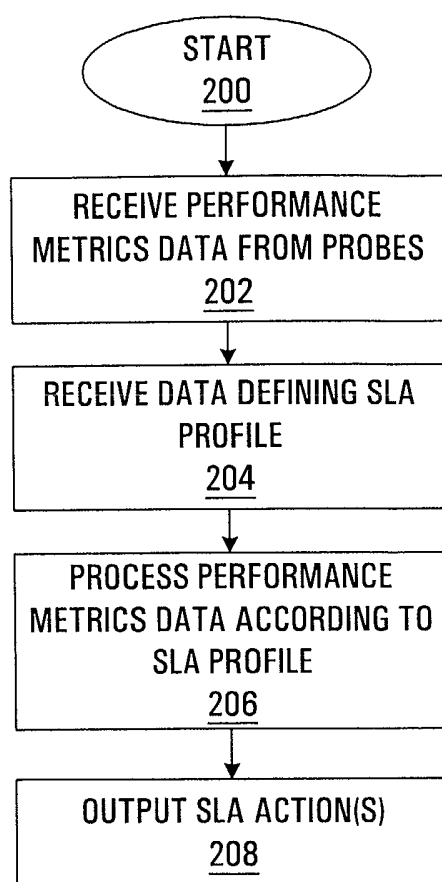 START
200
RECEIVE PERFORMANCE
METRICS DATA FROM PROBES
202
RECEIVE DATA DEFINING SLA
PROFILE
204
PROCESS PERFORMANCE
METRICS DATA ACCORDING TO
SLA PROFILE
206
OUTPUT SLA ACTION(S)
208